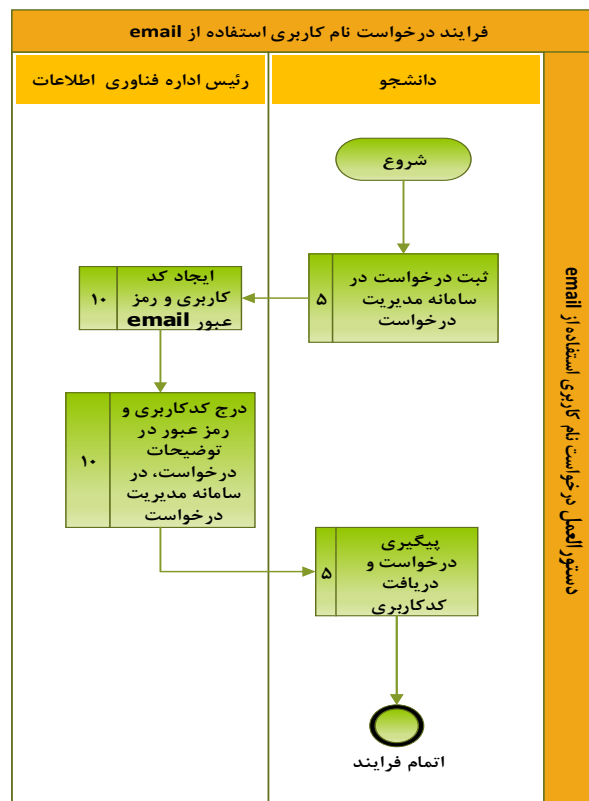 فرایند درخواست نام کاربری استفاده از email
دانشجو
رئیس اداره فناوری اطلاعات
دستورالعمل درخواست نام کاربری استفاده از email
شروع
ثبت درخواست در
سامانه مدیریت
درخواست
۵
ایجاد کد
کاربری و رمز
عبور email
۱۰
درج کدکاربری و
رمز عبور در
توضیحات
درخواست، در
سامانه مدیریت
درخواست
۱۰
پیگیری
درخواست و
دریافت
کدکاربری
۵
اتمام فرایند